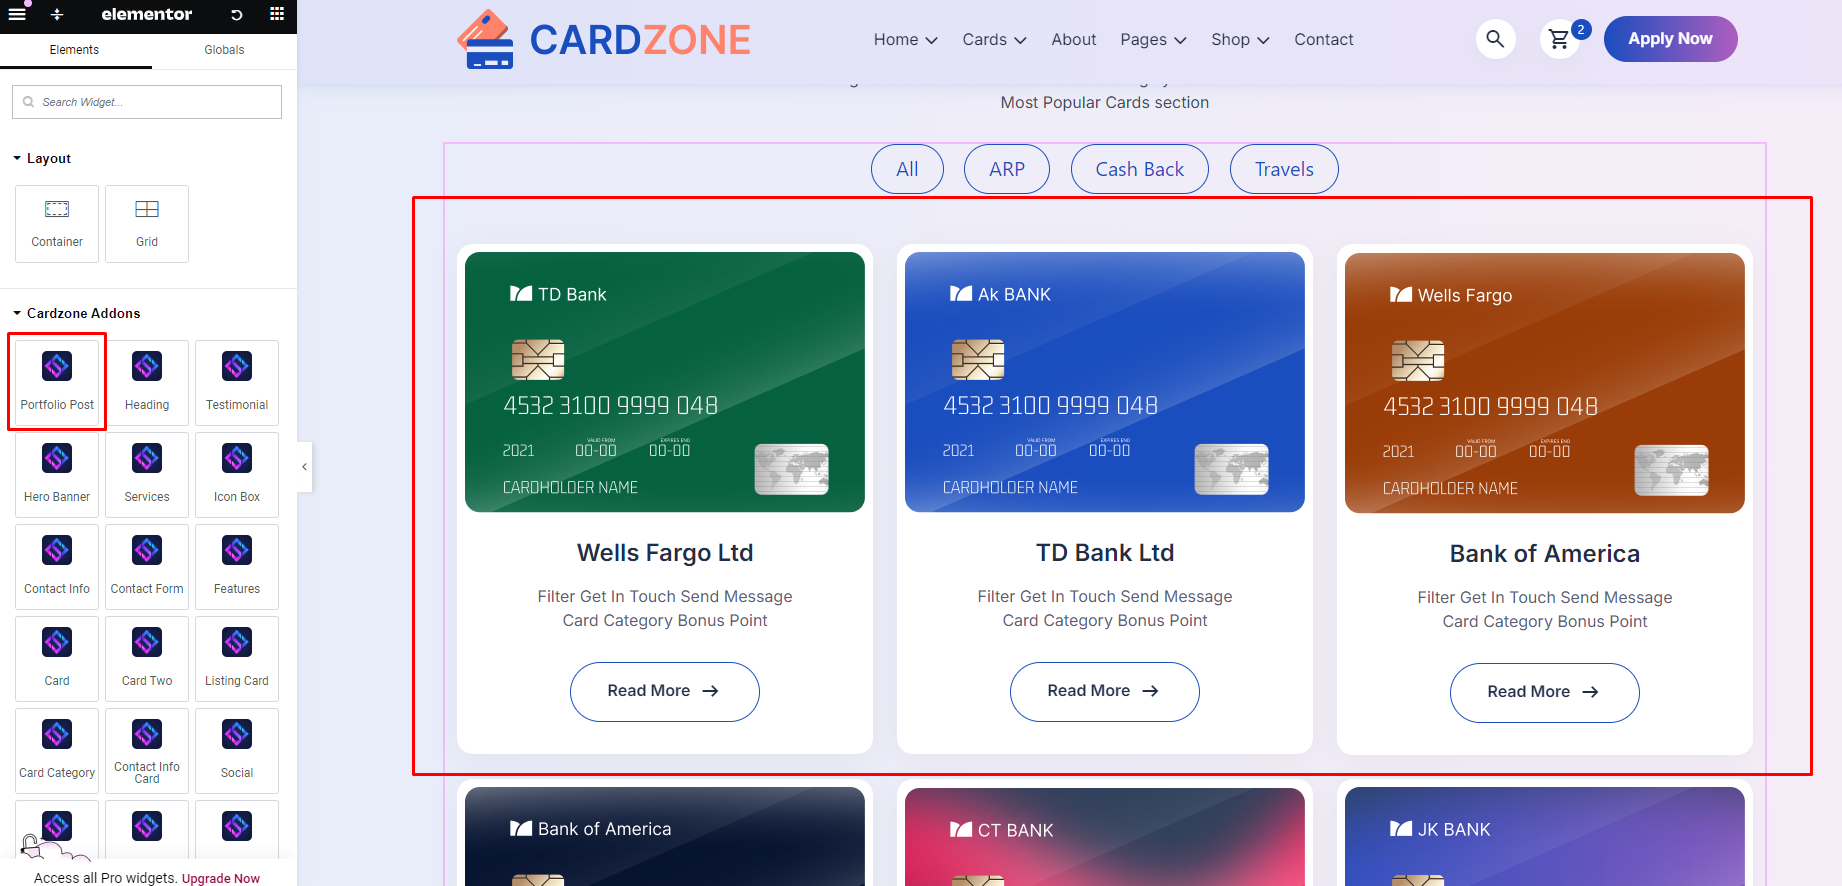 elementor
Elements
Globals
Search Widget...
Layout
Container
Grid
Cardzone Addons
Portfolio Post
Heading
Testimonial
Hero Banner
Services
Icon Box
Contact Info
Contact Form
Features
Card
Card Two
Listing Card
Card Category
Contact Info
Card
Social
Access all Pro widgets. Upgrade Now
CARDZONE
Home
Cards
About
Pages
Shop
Contact
2
Apply Now
Most Popular Cards section
All
ARP
Cash Back
Travels
TD Bank
4532 3100 9999 048
2021
VALID FROM
00-00
EXPIRES END
00-00
CARDHOLDER NAME
Wells Fargo Ltd
Filter Get In Touch Send Message
Card Category Bonus Point
Read More
Ak BANK
4532 3100 9999 048
2021
VALID FROM
00-00
EXPIRES END
00-00
CARDHOLDER NAME
TD Bank Ltd
Filter Get In Touch Send Message
Card Category Bonus Point
Read More
Wells Fargo
4532 3100 9999 048
2021
VALID FROM
00-00
EXPIRES END
00-00
CARDHOLDER NAME
Bank of America
Filter Get In Touch Send Message
Card Category Bonus Point
Read More
Bank of America
CT BANK
JK BANK